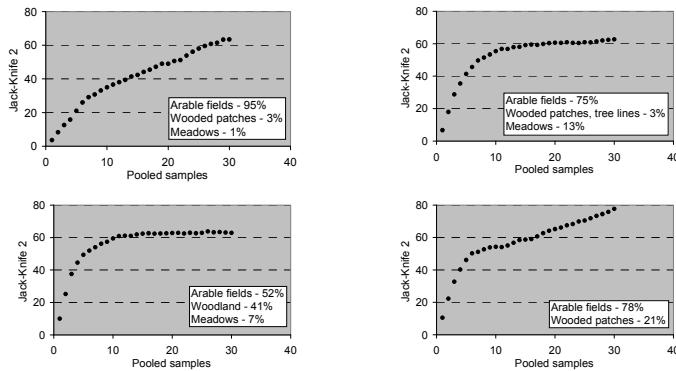 80
60
40
20
0
Jack-Knife 2
Arable fields - 95%
Wooded patches - 3%
Meadows - 1%
0 10 20 30 40
Pooled samples
80
60
40
20
0
Jack-Knife 2
Arable fields - 75%
Wooded patches, tree lines - 3%
Meadows - 13%
0 10 20 30 40
Pooled samples
80
60
40
20
0
Jack-Knife 2
Arable fields - 52%
Woodland - 41%
Meadows - 7%
0 10 20 30 40
Pooled samples
80
60
40
20
0
Jack-Knife 2
Arable fields - 78%
Wooded patches - 21%
0 10 20 30 40
Pooled samples